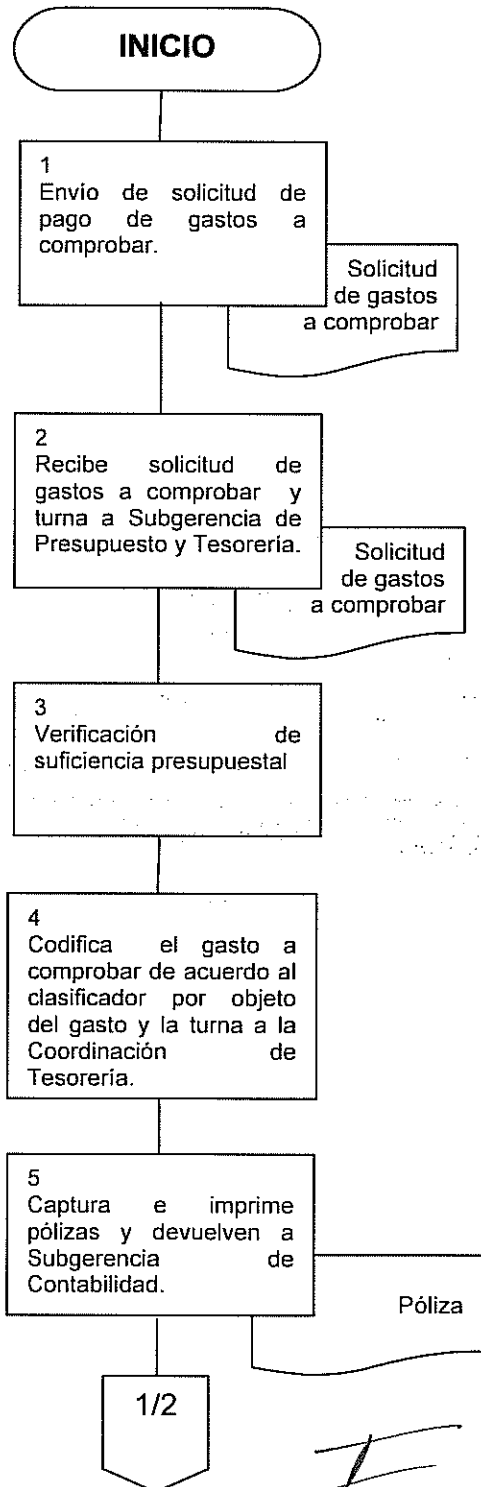 INICIO
1
Envío de solicitud de
pago de gastos a
comprobar.
Solicitud
de gastos
a comprobar
2
Recibe solicitud de
gastos a comprobar y
turna a Subgerencia de
Presupuesto y Tesorería.
Solicitud
de gastos
a comprobar
3
Verificación de
suficiencia presupuestal
4
Codifica el gasto a
comprobar de acuerdo al
clasificador por objeto
del gasto y la turna a la
Coordinación de
Tesorería.
5
Captura e imprime
pólizas y devuelven a
Subgerencia de
Contabilidad.
Póliza
1/2